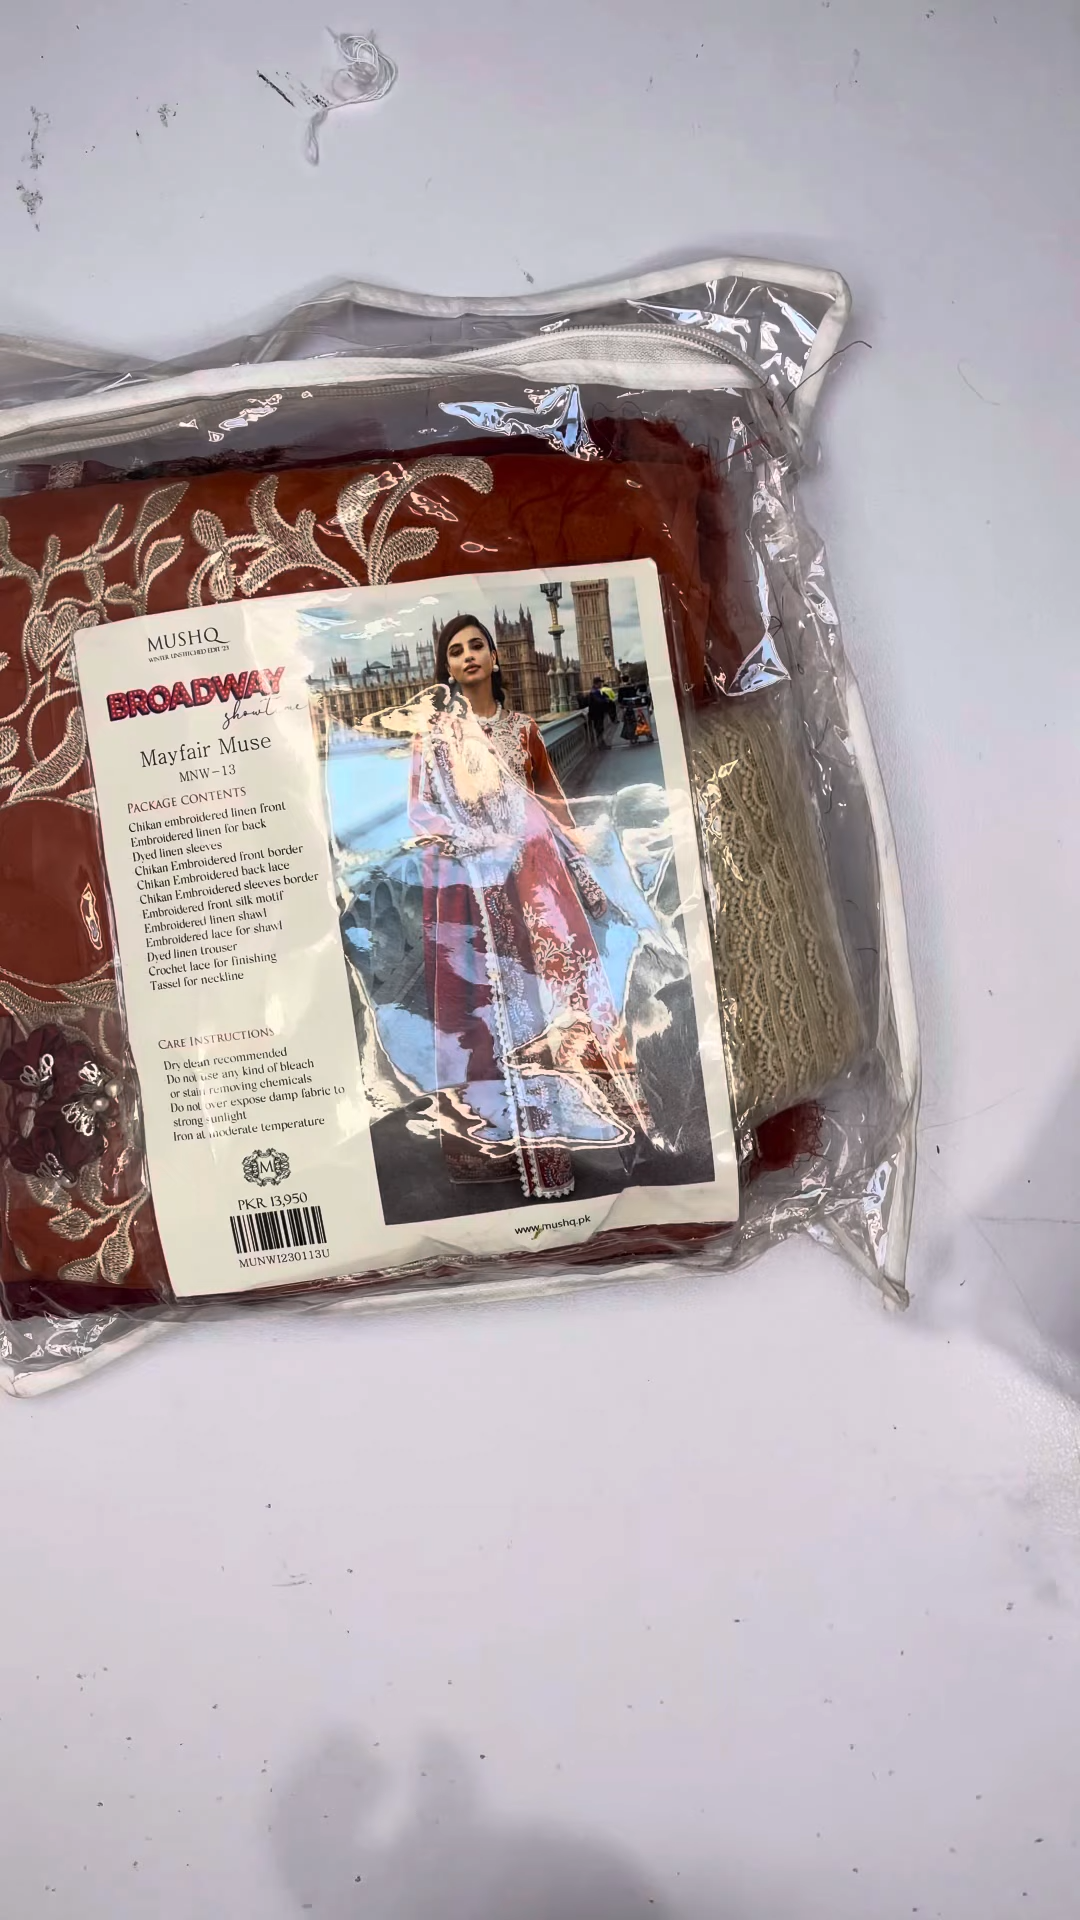 MUSHQ
WINTER UNSTITCHED EDIT '23
BROADWAY
showtime
Mayfair Muse
MNW-13
PACKAGE CONTENTS
Chikan embroidered linen front
Embroidered linen for back
Dyed linen sleeves
Chikan Embroidered front border
Chikan Embroidered back lace
Chikan Embroidered sleeves border
Embroidered front silk motif
Embroidered linen shawl
Embroidered lace for shawl
Dyed linen trouser
Crochet lace for finishing
Tassel for neckline
CARE INSTRUCTIONS
Dry clean recommended
Do not use any kind of bleach
or stain removing chemicals
Do not over expose damp fabric to
strong sunlight
Iron at moderate temperature
M
PKR 13,950
MUNW1230113U
www.mushq.pk